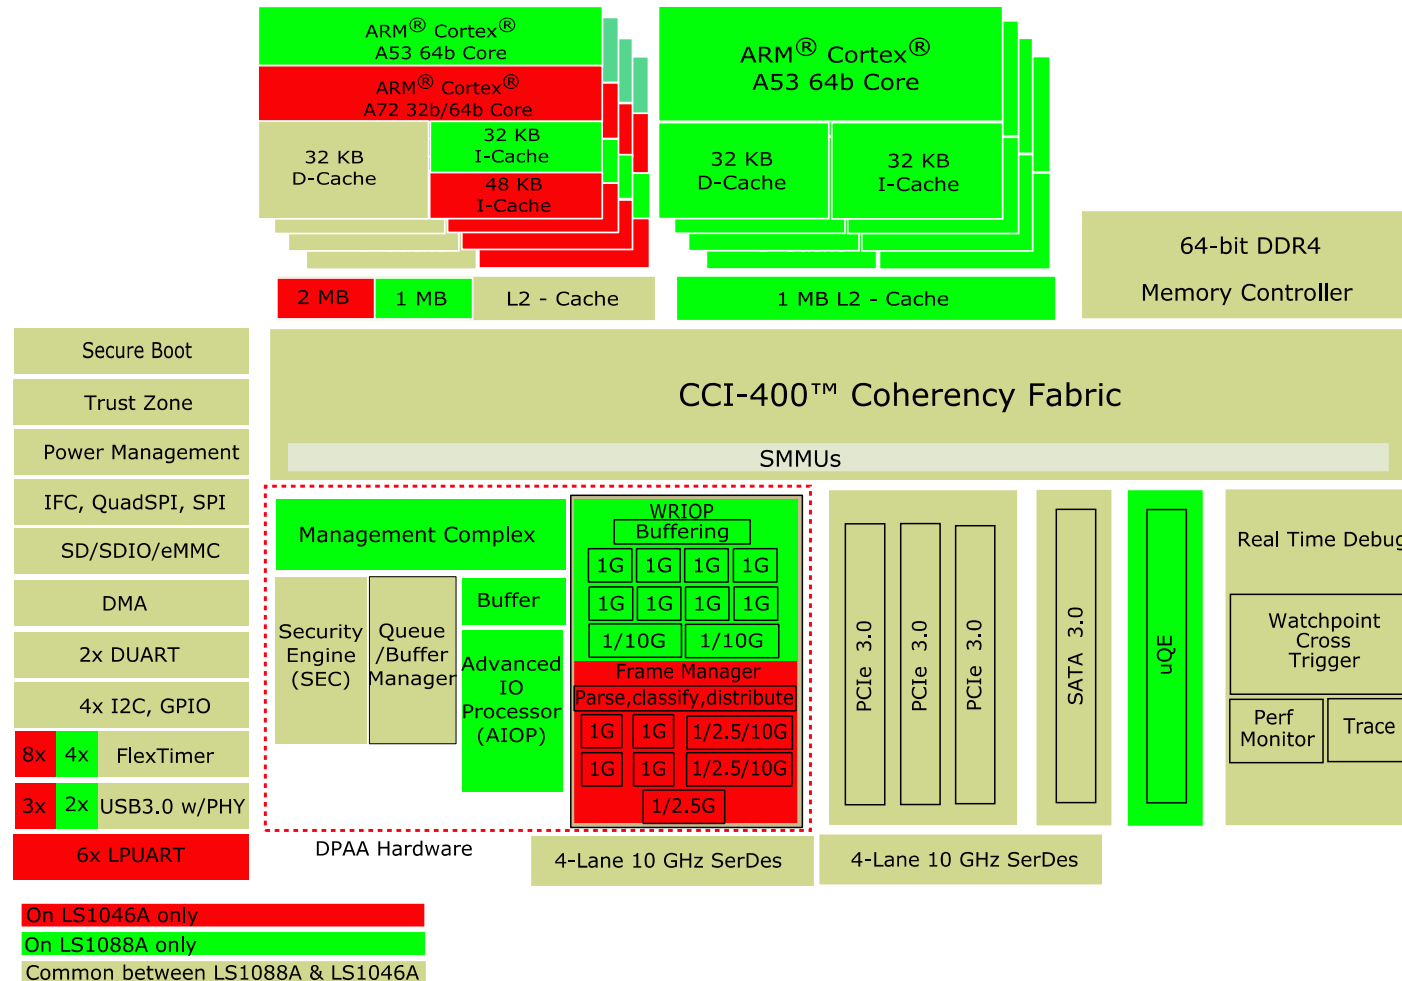 ARM® Cortex®
A53 64b Core
ARM® Cortex®
A72 32b/64b Core
32 KB
D-Cache
32 KB
I-Cache
48 KB
I-Cache
ARM® Cortex®
A53 64b Core
32 KB
D-Cache
32 KB
I-Cache
64-bit DDR4
Memory Controller
2 MB
1 MB
L2 - Cache
1 MB L2 - Cache
Secure Boot
Trust Zone
Power Management
IFC, QuadSPI, SPI
SD/SDIO/eMMC
DMA
2x DUART
4x I2C, GPIO
8x
4x
FlexTimer
3x
2x
USB3.0 w/PHY
6x LPUART
CCI-400™ Coherency Fabric
SMMUs
Management Complex
Security
Engine
(SEC)
Queue
/Buffer
Manager
Buffer
Advanced
IO
Processor
(AIOP)
WRIOP
Buffering
1G
1G
1G
1G
1G
1G
1G
1G
1/10G
1/10G
Frame Manager
Parse,classify,distribute
1G
1G
1/2.5/10G
1G
1G
1/2.5/10G
1/2.5G
DPAA Hardware
4-Lane 10 GHz SerDes
PCIe 3.0
PCIe 3.0
PCIe 3.0
SATA 3.0
uQE
Real Time Debug
Watchpoint
Cross
Trigger
Perf
Monitor
Trace
4-Lane 10 GHz SerDes
On LS1046A only
On LS1088A only
Common between LS1088A & LS1046A